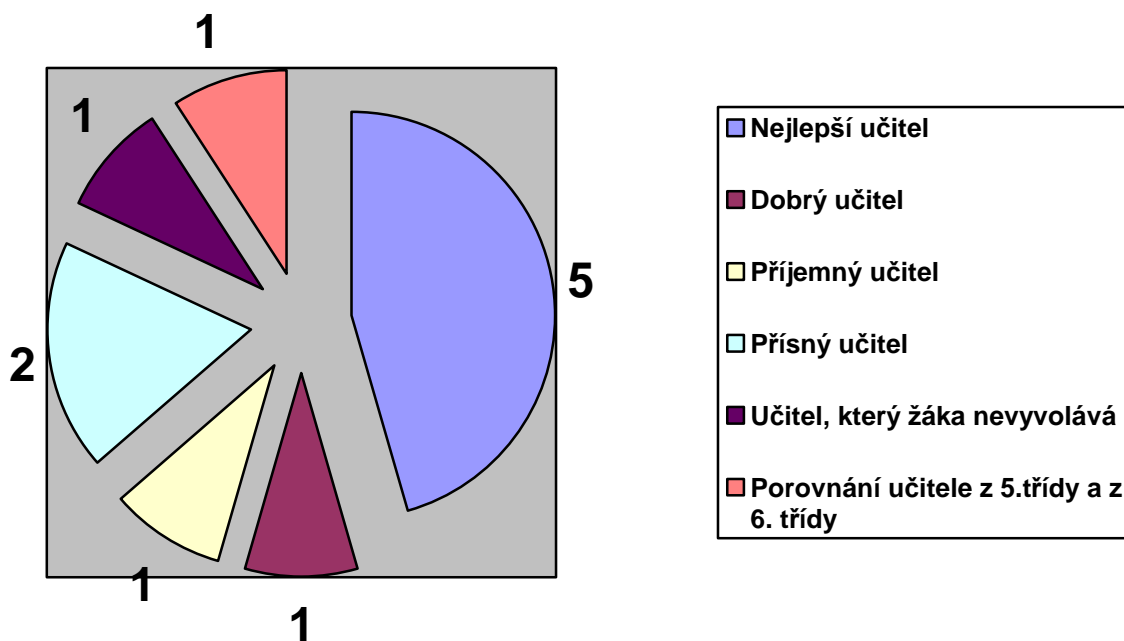 1
1
5
2
1
1
Nejlepší učitel
Dobrý učitel
Příjemný učitel
Přísný učitel
Učitel, který žáka nevyvolává
Porovnání učitele z 5.třídy a z
6. třídy